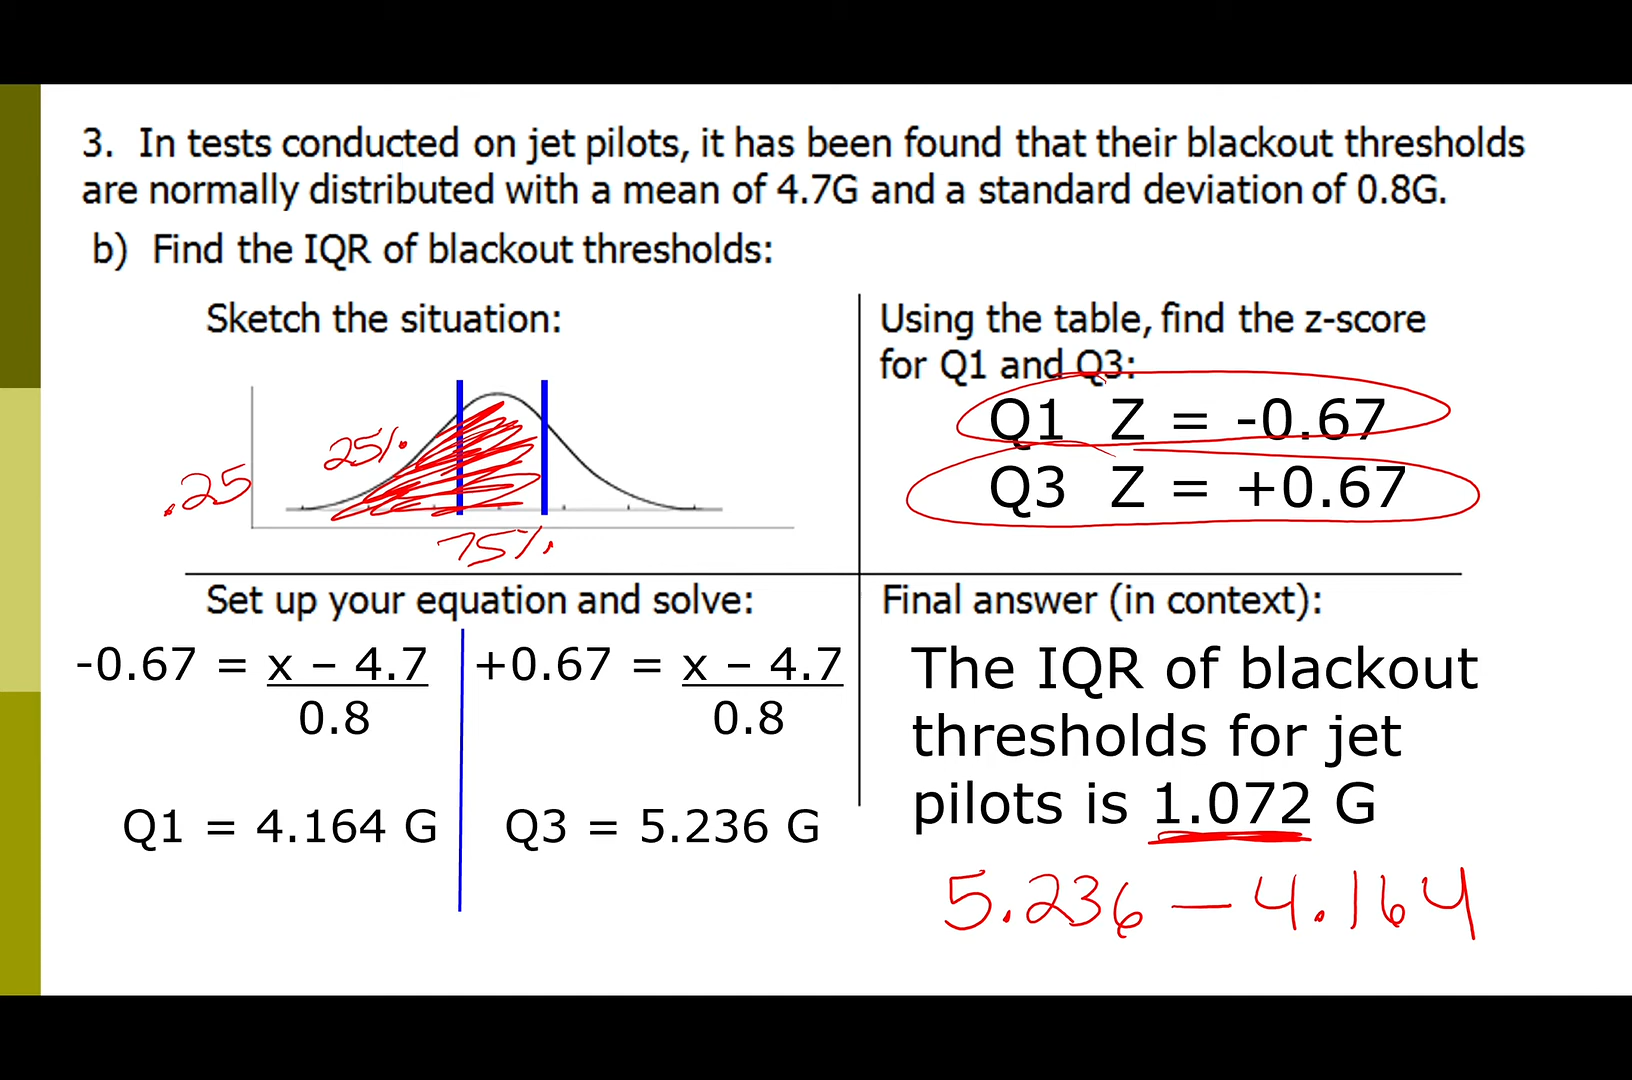 3. In tests conducted on jet pilots, it has been found that their blackout thresholds
are normally distributed with a mean of 4.7G and a standard deviation of 0.8G.
b) Find the IQR of blackout thresholds:
Sketch the situation:
25%
.25
75%
Using the table, find the z-score
for Q1 and Q3:
Q1 Z = -0.67
Q3 Z = +0.67
Set up your equation and solve:
-0.67 = x – 4.7
0.8
Q1 = 4.164 G
+0.67 = x – 4.7
0.8
Q3 = 5.236 G
Final answer (in context):
The IQR of blackout
thresholds for jet
pilots is 1.072 G
5.236 – 4.164